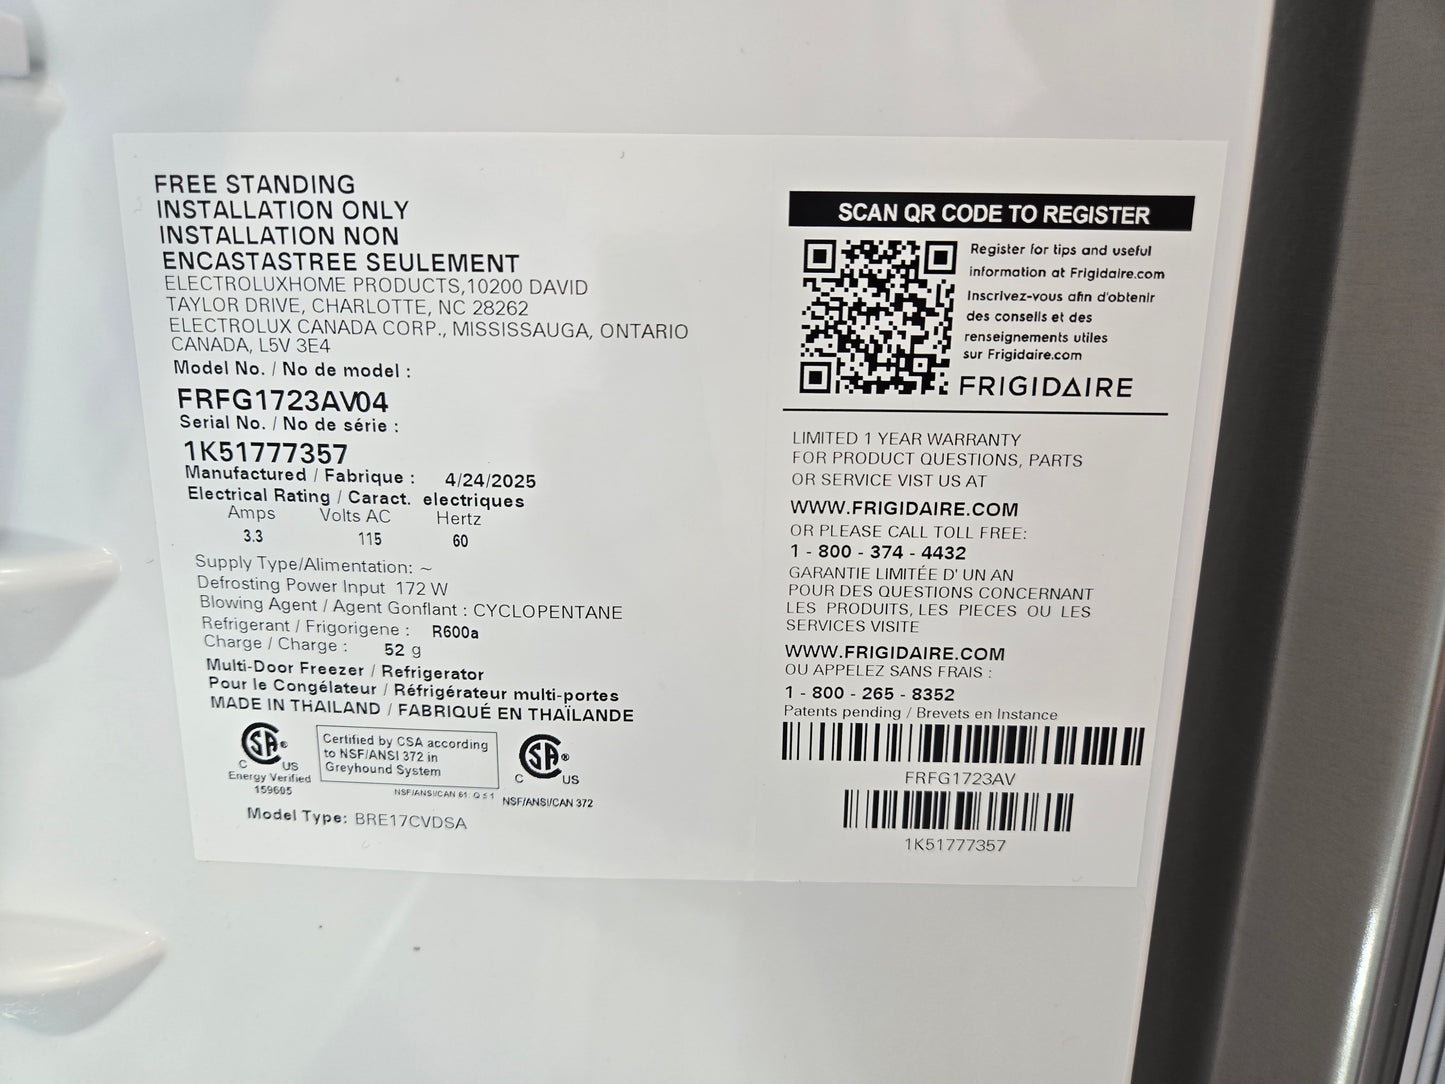 FREE STANDING
INSTALLATION ONLY
INSTALLATION NON
ENCASTASTREE SEULEMENT
ELECTROLUXHOME PRODUCTS,10200 DAVID
TAYLOR DRIVE, CHARLOTTE, NC 28262
ELECTROLUX CANADA CORP., MISSISSAUGA, ONTARIO
CANADA, L5V 3E4
Model No. / No de model :
FRFG1723AV04
Serial No. / No de série :
1K51777357
Manufactured / Fabrique : 4/24/2025
Electrical Rating / Caract. electriques
Amps Volts AC Hertz
3.3 115 60
Supply Type/Alimentation: ~
Defrosting Power Input 172 W
Blowing Agent / Agent Gonflant : CYCLOPENTANE
Refrigerant / Frigorigene : R600a
Charge / Charge : 52 g
Multi-Door Freezer / Refrigerator
Pour le Congélateur / Réfrigérateur multi-portes
MADE IN THAILAND / FABRIQUÉ EN THAÏLANDE
SA ®
C US
Energy Verified
159605
Certified by CSA according
to NSF/ANSI 372 in
Greyhound System
NSF/ANSI/CAN 61: Q ≤ 1
SA ®
C US
NSF/ANSI/CAN 372
Model Type: BRE17CVDSA
SCAN QR CODE TO REGISTER
Register for tips and useful
information at Frigidaire.com
Inscrivez-vous afin d'obtenir
des conseils et des
renseignements utiles
sur Frigidaire.com
FRIGIDAIRE
LIMITED 1 YEAR WARRANTY
FOR PRODUCT QUESTIONS, PARTS
OR SERVICE VIST US AT
WWW.FRIGIDAIRE.COM
OR PLEASE CALL TOLL FREE:
1 - 800 - 374 - 4432
GARANTIE LIMITÉE D' UN AN
POUR DES QUESTIONS CONCERNANT
LES PRODUITS, LES PIECES OU LES
SERVICES VISITE
WWW.FRIGIDAIRE.COM
OU APPELEZ SANS FRAIS :
1 - 800 - 265 - 8352
Patents pending / Brevets en Instance
FRFG1723AV
1K51777357